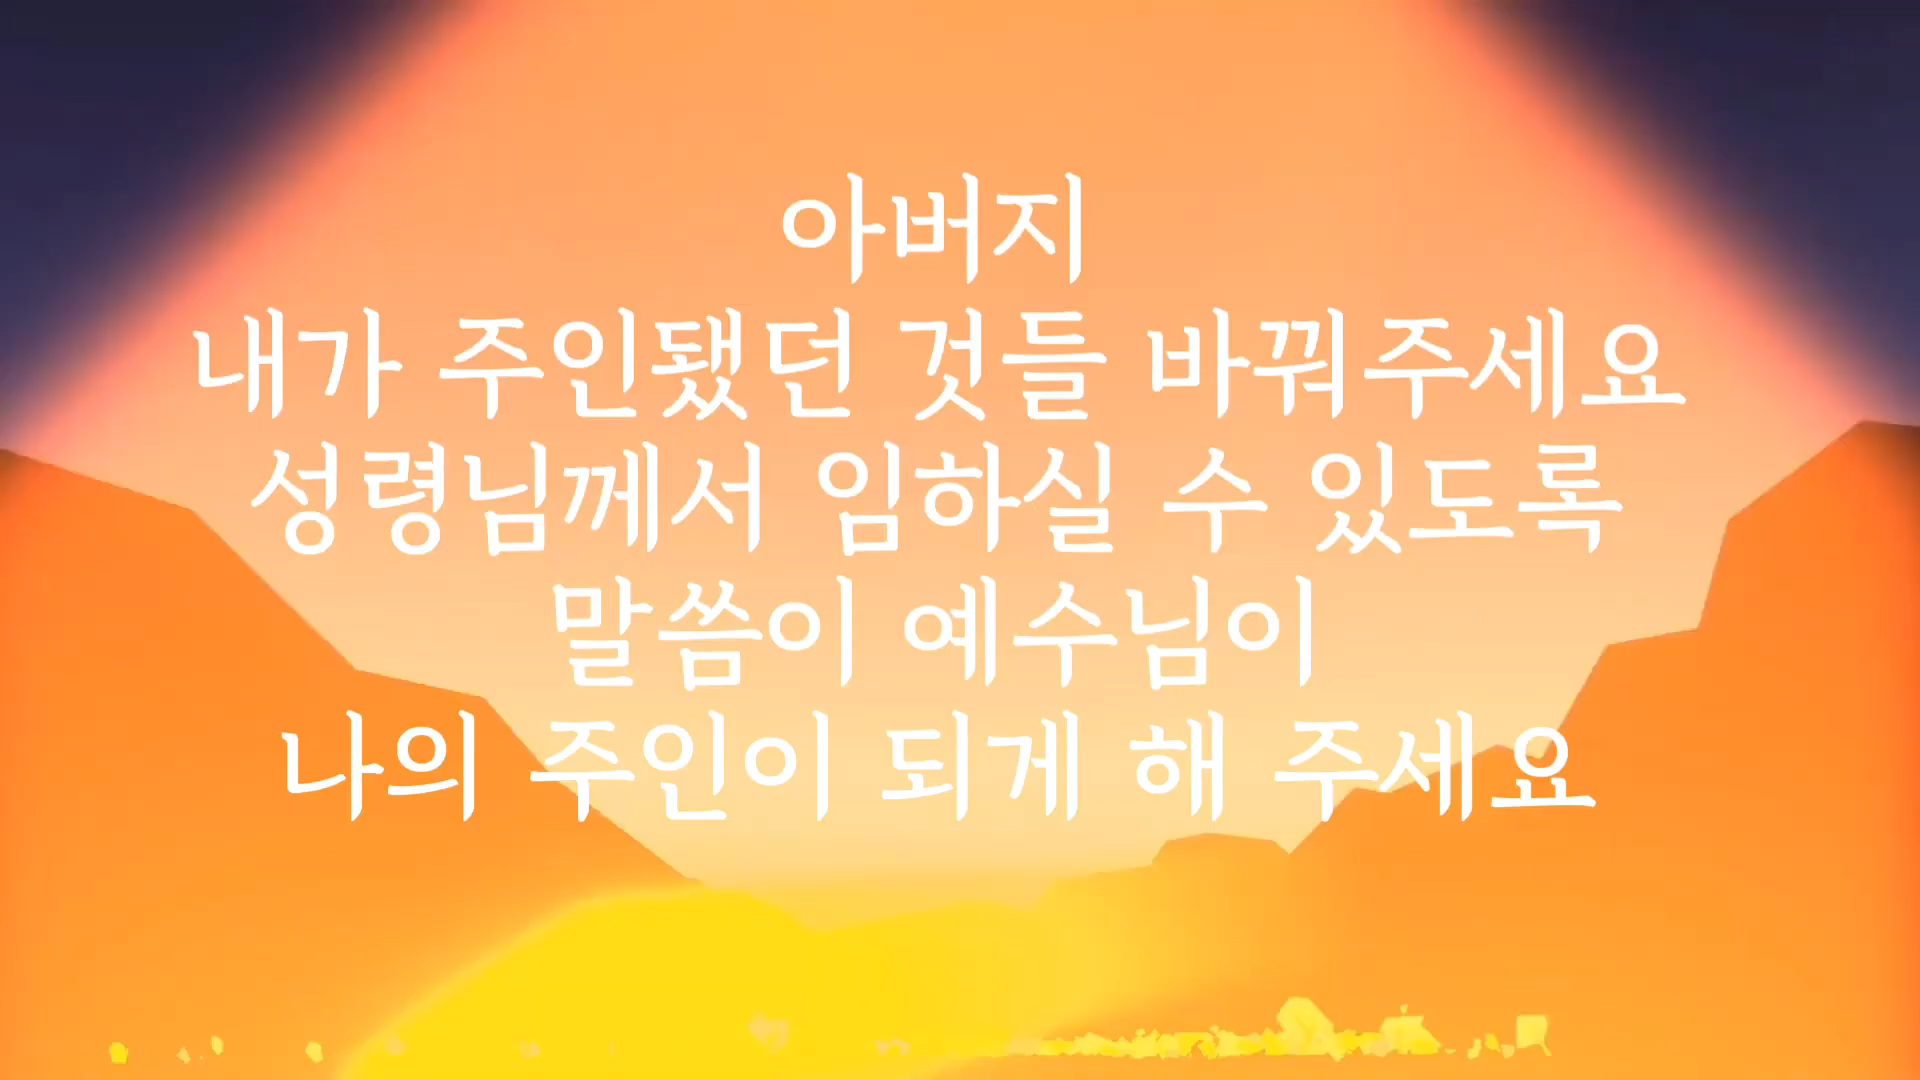 아버지
내가 주인됐던 것들 바꿔주세요
성령님께서 임하실 수 있도록
말씀이 예수님이
나의 주인이 되게 해 주세요